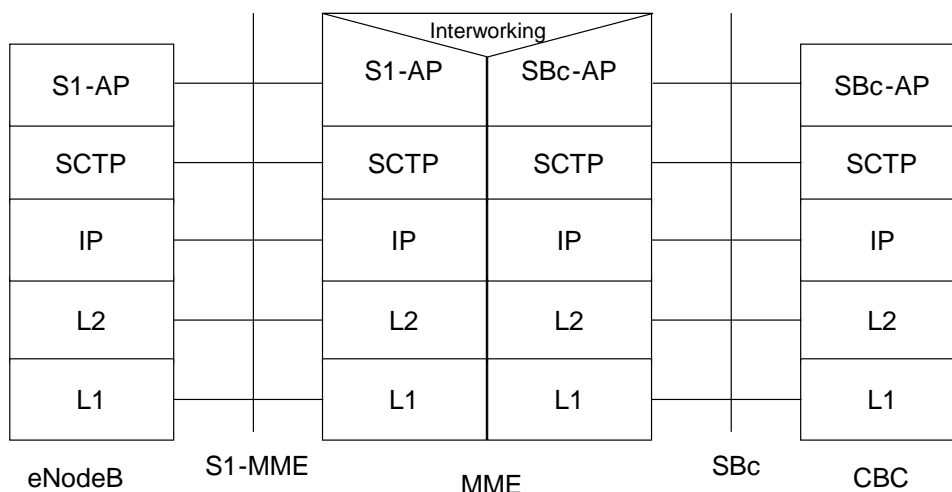 Interworking
S1-AP S1-AP SBc-AP SBc-AP
SCTP SCTP SCTP SCTP
IP IP IP IP
L2 L2 L2 L2
L1 L1 L1 L1
eNodeB S1-MME MME SBc CBC